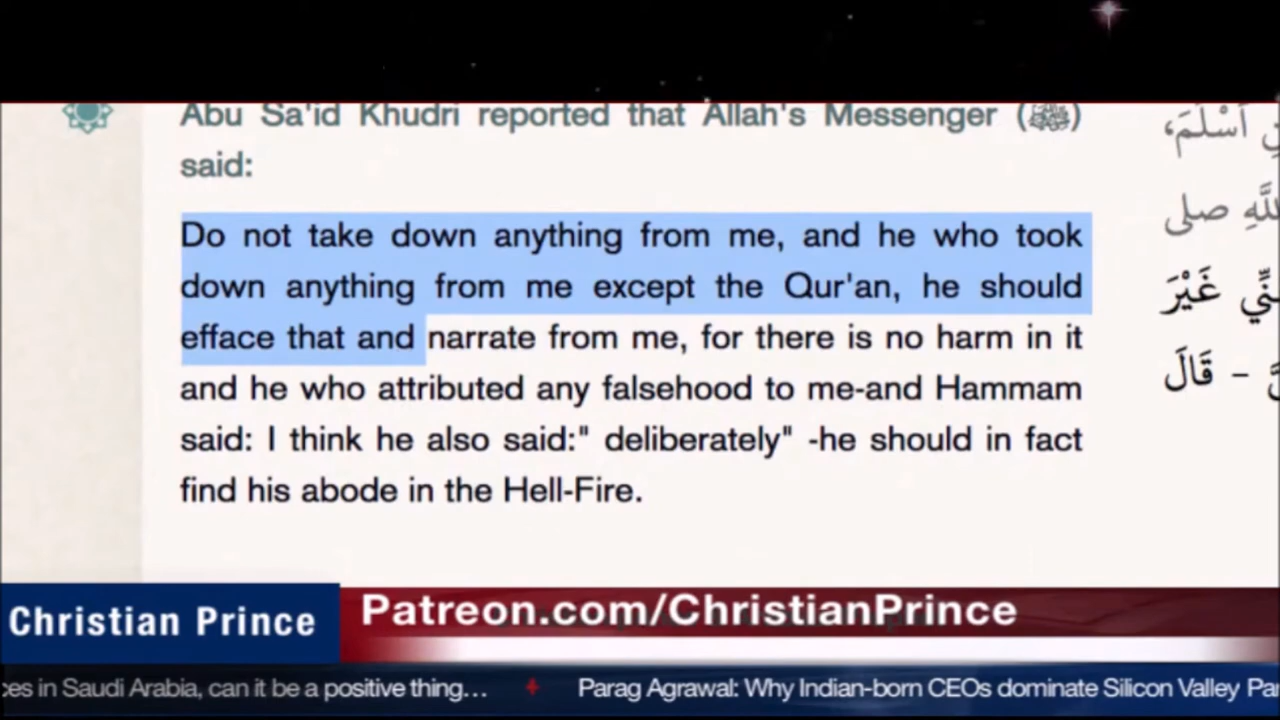 Abu Sa'id Khudri reported that Allah's Messenger (ﷺ)
said:
Do not take down anything from me, and he who took
down anything from me except the Qur'an, he should
efface that and narrate from me, for there is no harm in it
and he who attributed any falsehood to me-and Hammam
said: I think he also said:" deliberately" -he should in fact
find his abode in the Hell-Fire.
أَسْلَمَ،
صلى
نِّي غَيْرَ
- قَالَ
Christian Prince
Patreon.com/ChristianPrince
in Saudi Arabia, can it be a positive thing... Parag Agrawal: Why Indian-born CEOs dominate Silicon Valley